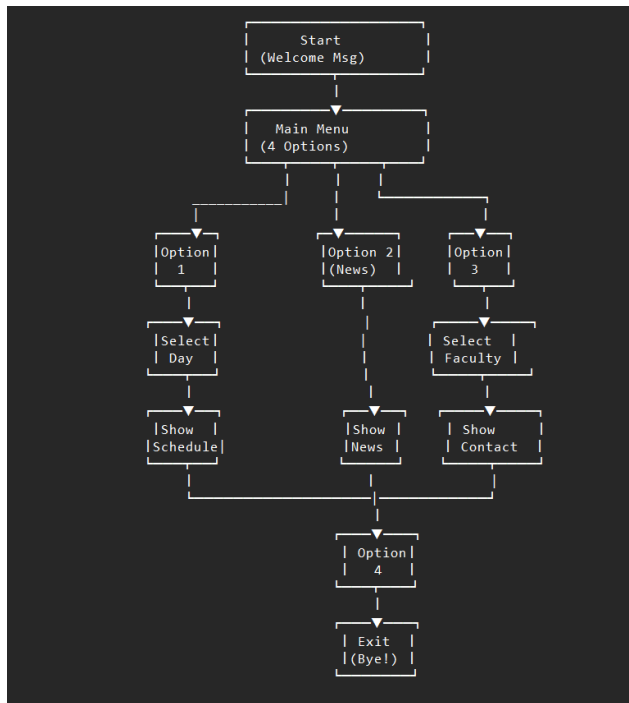 Start
(Welcome Msg)
Main Menu
(4 Options)
Option
1
Option 2
(News)
Option
3
Select
Day
Select
Faculty
Show
Schedule
Show
News
Show
Contact
Option
4
Exit
(Bye!)